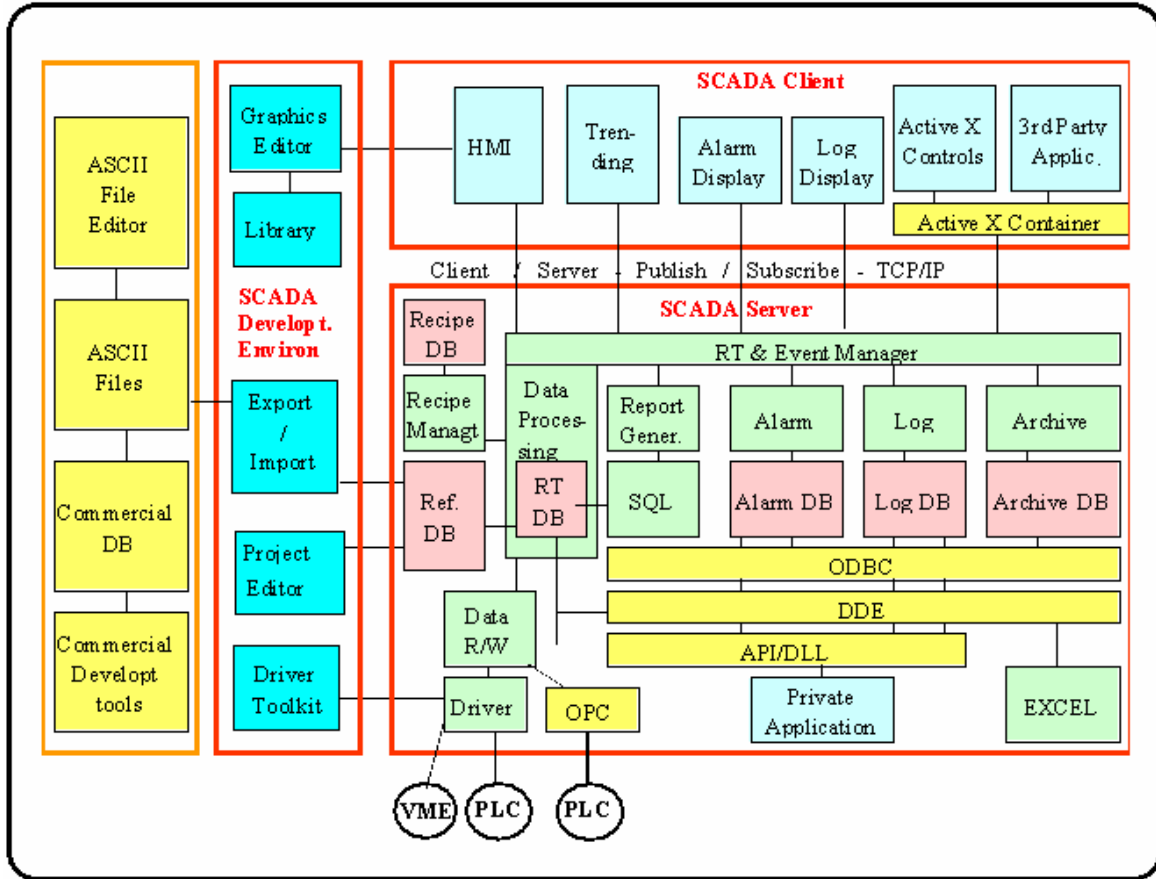 SCADA Client
Graphics
Editor
HMI
Tren-
ding
Alarm
Display
Log
Display
Active X
Controls
3rd Party
Applic.
ASCII
File
Editor
Library
Active X Container
Client / Server - Publish / Subscribe - TCP/IP
SCADA
Develop t.
Environ
SCADA Server
Recipe
DB
RT & Event Manager
ASCII
Files
Export
/
Import
Recipe
Managt
Data
Proces-
sing
Report
Gener.
Alarm
Log
Archive
Commercial
DB
Ref.
DB
RT
DB
SQL
Alarm DB
Log DB
Archive DB
Project
Editor
ODBC
DDE
API/DLL
Commercial
Developt
tools
Driver
Toolkit
Data
R/W
Driver
OPC
Private
Application
EXCEL
VME
PLC
PLC